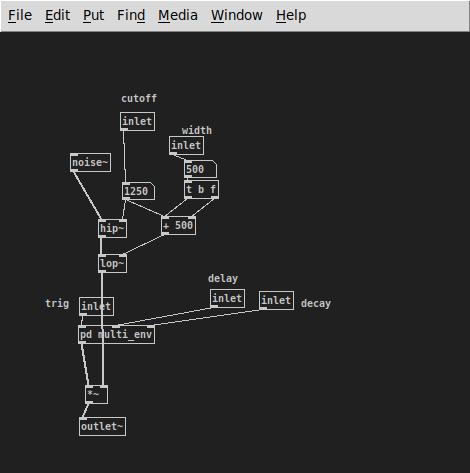 File Edit Put Find Media Window Help
cutoff
inlet
width
inlet
noise~
500
1250
t b f
hip~
+ 500
lop~
delay
trig
inlet
inlet
inlet
decay
pd multi_env
*~
outlet~